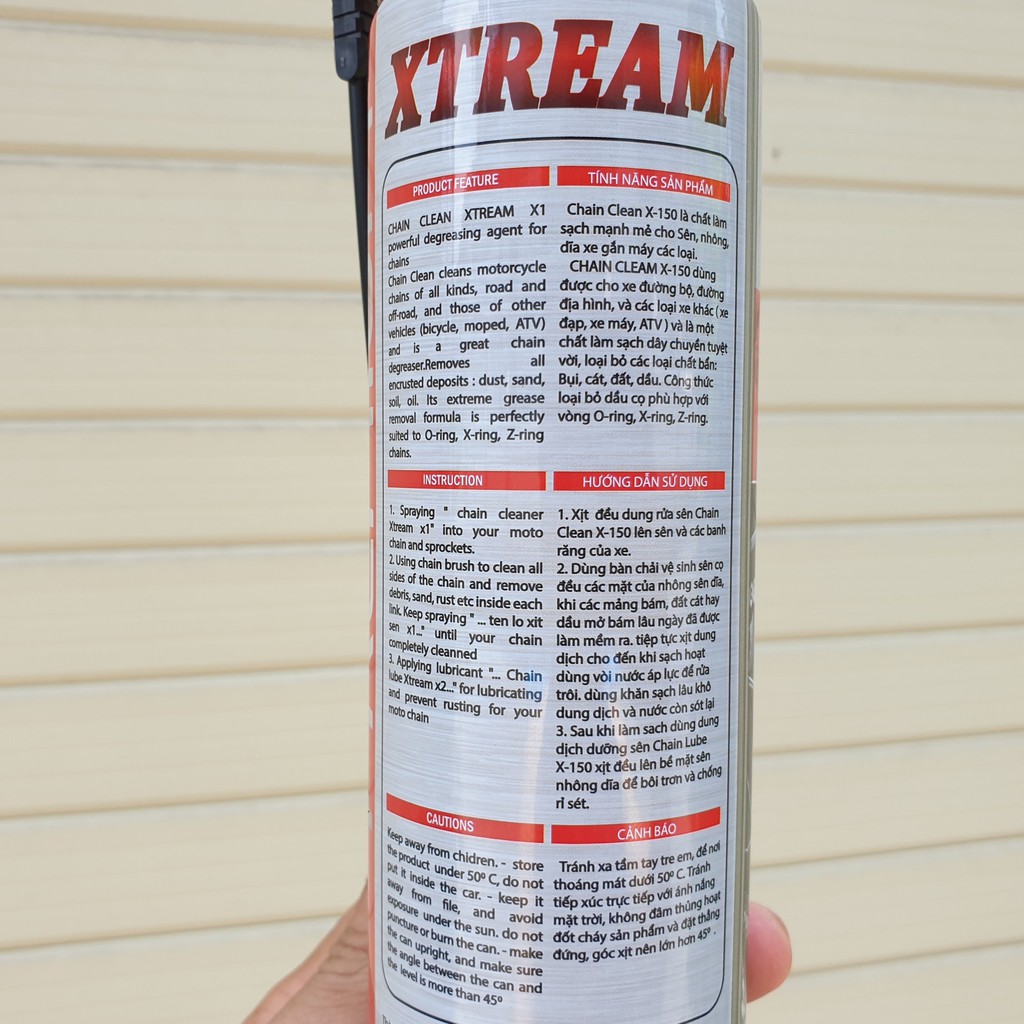 XTREAM
PRODUCT FEATURE
CHAIN CLEAN XTREAM X1
powerful degreasing agent for
chains
Chain Clean cleans motorcycle
chains of all kinds, road and
off-road, and those of other
vehicles (bicycle, moped, ATV)
and is a great chain
degreaser.Removes all
encrusted deposits : dust, sand,
soil, oil. Its extreme grease
removal formula is perfectly
suited to O-ring, X-ring, Z-ring
chains.
TÍNH NĂNG SẢN PHẨM
Chain Clean X-150 là chất làm
sạch mạnh mẻ cho Sên, nhông,
dĩa xe gắn máy các loại.
CHAIN CLEAM X-150 dùng
được cho xe đường bộ, đường
địa hình, và các loại xe khác ( xe
đạp, xe máy, ATV ) và là một
chất làm sạch dây chuyền tuyệt
vời, loại bỏ các loại chất bẩn:
Bụi, cát, đất, dầu. Công thức
loại bỏ dầu cọ phù hợp với
vòng O-ring, X-ring, Z-ring.
INSTRUCTION
1. Spraying " chain cleaner
Xtream x1" into your moto
chain and sprockets.
2. Using chain brush to clean all
sides of the chain and remove
debris, sand, rust etc inside each
link. Keep spraying " ... ten lo xit
sen x1..." until your chain
completely cleanned
3. Applying lubricant "... Chain
lube Xtream x2..." for lubricating
and prevent rusting for your
moto chain
HƯỚNG DẪN SỬ DỤNG
1. Xịt đều dung rửa sên Chain
Clean X-150 lên sên và các banh
răng của xe.
2. Dùng bàn chải vệ sinh sên cọ
đều các mặt của nhông sên dĩa,
khi các mảng bám, đất cát hay
dầu mở bám lâu ngày đã được
làm mềm ra. tiệp tực xịt dung
dịch cho đến khi sạch hoạt
dùng vòi nước áp lực để rửa
trôi. dùng khăn sạch lâu khô
dung dịch và nước còn sót lại
3. Sau khi làm sach dùng dung
dịch dưỡng sên Chain Lube
X-150 xịt đều lên bề mặt sên
nhông dĩa để bôi trơn và chống
rỉ sét.
CAUTIONS
Keep away from chidren. - store
the product under 50º C, do not
put it inside the car. - keep it
away from file, and avoid
exposure under the sun. do not
puncture or burn the can. - make
the can upright, and make sure
the angle between the can and
the level is more than 45º
CẢNH BÁO
Tránh xa tầm tay tre em, để nơi
thoáng mát dưới 50º C. Tránh
tiếp xúc trực tiếp với ánh nắng
mặt trời, không đâm thủng hoạt
đốt cháy sản phẩm và đặt thẳng
đứng, góc xịt nên lớn hơn 45º .